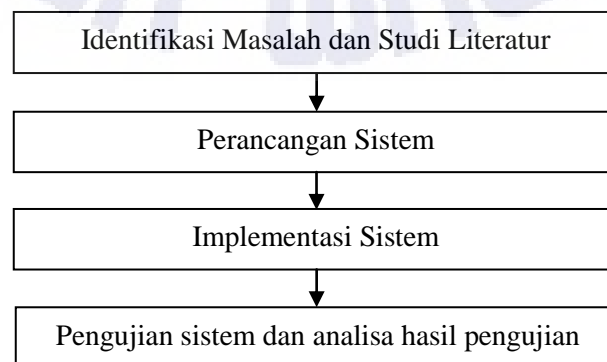 Identifikasi Masalah dan Studi Literatur
Perancangan Sistem
Implementasi Sistem
Pengujian sistem dan analisa hasil pengujian